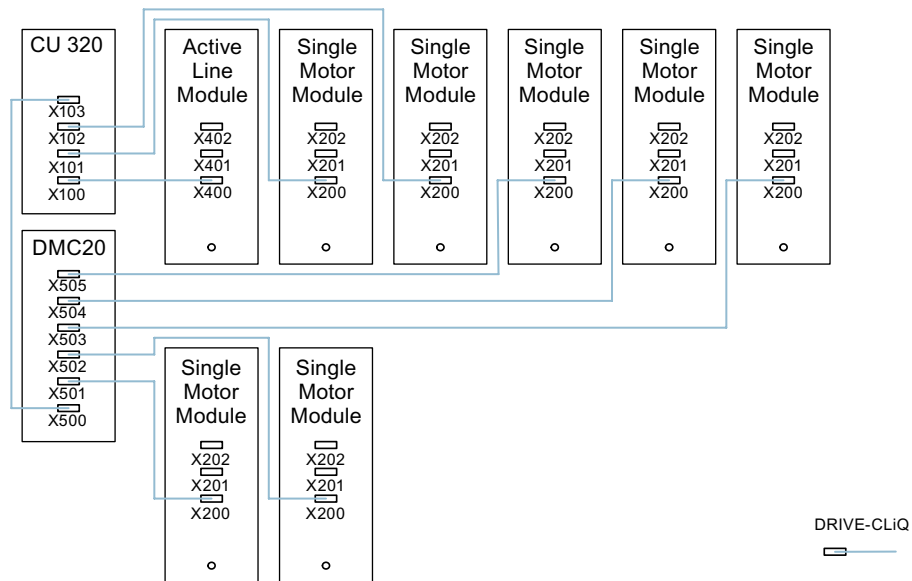 CU 320
X103
X102
X101
X100
Active
Line
Module
X402
X401
X400
Single
Motor
Module
X202
X201
X200
Single
Motor
Module
X202
X201
X200
Single
Motor
Module
X202
X201
X200
Single
Motor
Module
X202
X201
X200
Single
Motor
Module
X202
X201
X200
DMC20
X505
X504
X503
X502
X501
X500
Single
Motor
Module
X202
X201
X200
Single
Motor
Module
X202
X201
X200
DRIVE-CLiQ